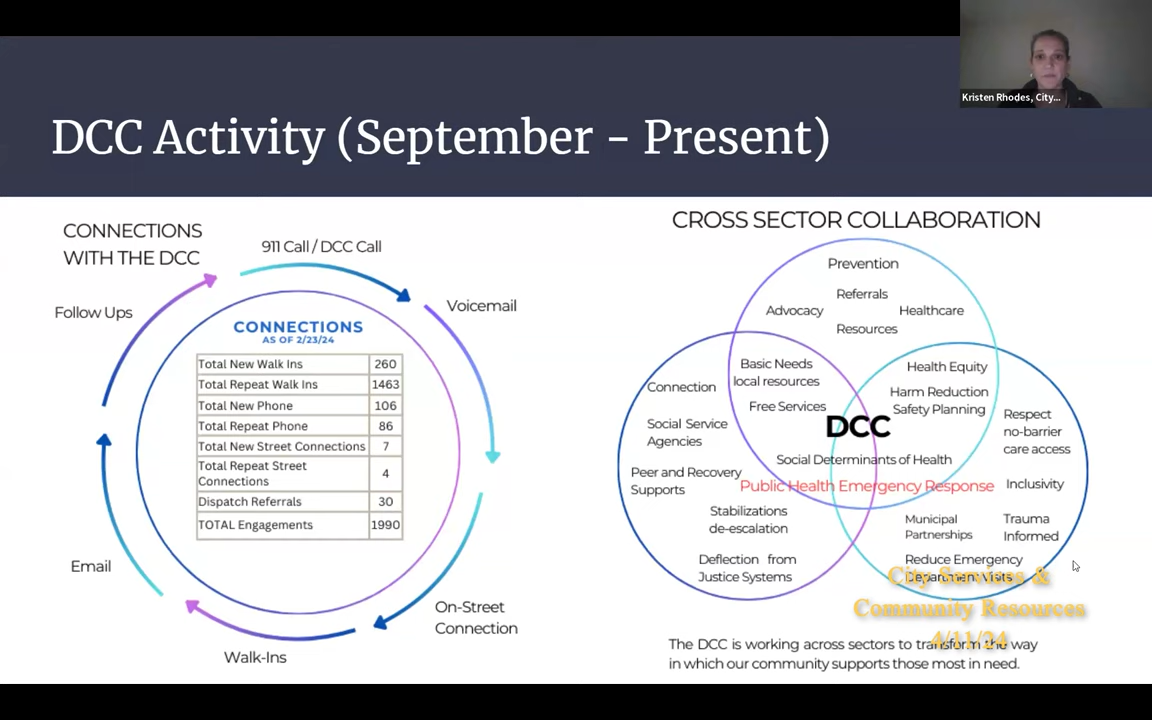 Kristen Rhodes, City...
DCC Activity (September - Present)
CONNECTIONS
WITH THE DCC
911 Call / DCC Call
Voicemail
Follow Ups
CONNECTIONS
AS OF 2/23/24
Total New Walk Ins 260
Total Repeat Walk Ins 1463
Total New Phone 106
Total Repeat Phone 86
Total New Street Connections 7
Total Repeat Street
Connections 4
Dispatch Referrals 30
TOTAL Engagements 1990
Email
On-Street
Connection
Walk-Ins
CROSS SECTOR COLLABORATION
Prevention
Referrals
Advocacy
Healthcare
Resources
Basic Needs
local resources
Free Services
Health Equity
Harm Reduction
Safety Planning
Connection
Social Service
Agencies
Peer and Recovery
Supports
Stabilizations
de-escalation
Deflection from
Justice Systems
DCC
Social Determinants of Health
Public Health Emergency Response
Respect
no-barrier
care access
Inclusivity
Municipal
Partnerships
Trauma
Informed
Reduce Emergency
Department Visits
City Services &
Community Resources
4/11/24
The DCC is working across sectors to transform the way
in which our community supports those most in need.